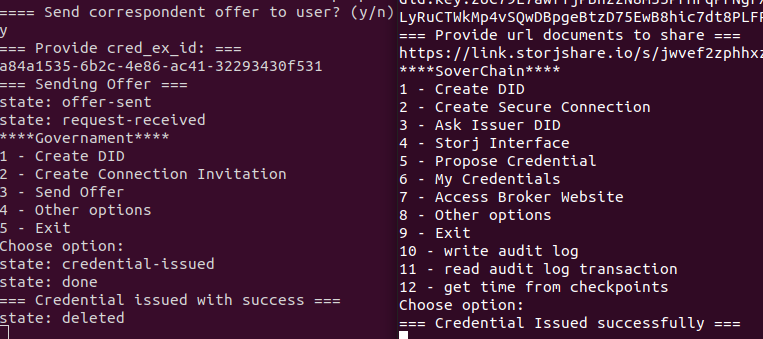 ==== Send correspondent offer to user? (y/n)
y
=== Provide cred_ex_id: ===
a84a1535-6b2c-4e86-ac41-32293430f531
=== Sending Offer ===
state: offer-sent
state: request-received
****Governament****
1 - Create DID
2 - Create Connection Invitation
3 - Send Offer
4 - Other options
5 - Exit
Choose option:
state: credential-issued
state: done
=== Credential issued with success ===
state: deleted
LyRuCTWkMp4vSQwDBpgeBtzD75EwB8hic7dt8PLFF
=== Provide url documents to share ===
https://link.storjshare.io/s/jwvef2zphhxz
****SoverChain****
1 - Create DID
2 - Create Secure Connection
3 - Ask Issuer DID
4 - Storj Interface
5 - Propose Credential
6 - My Credentials
7 - Access Broker Website
8 - Other options
9 - Exit
10 - write audit log
11 - read audit log transaction
12 - get time from checkpoints
Choose option:
=== Credential Issued successfully ===